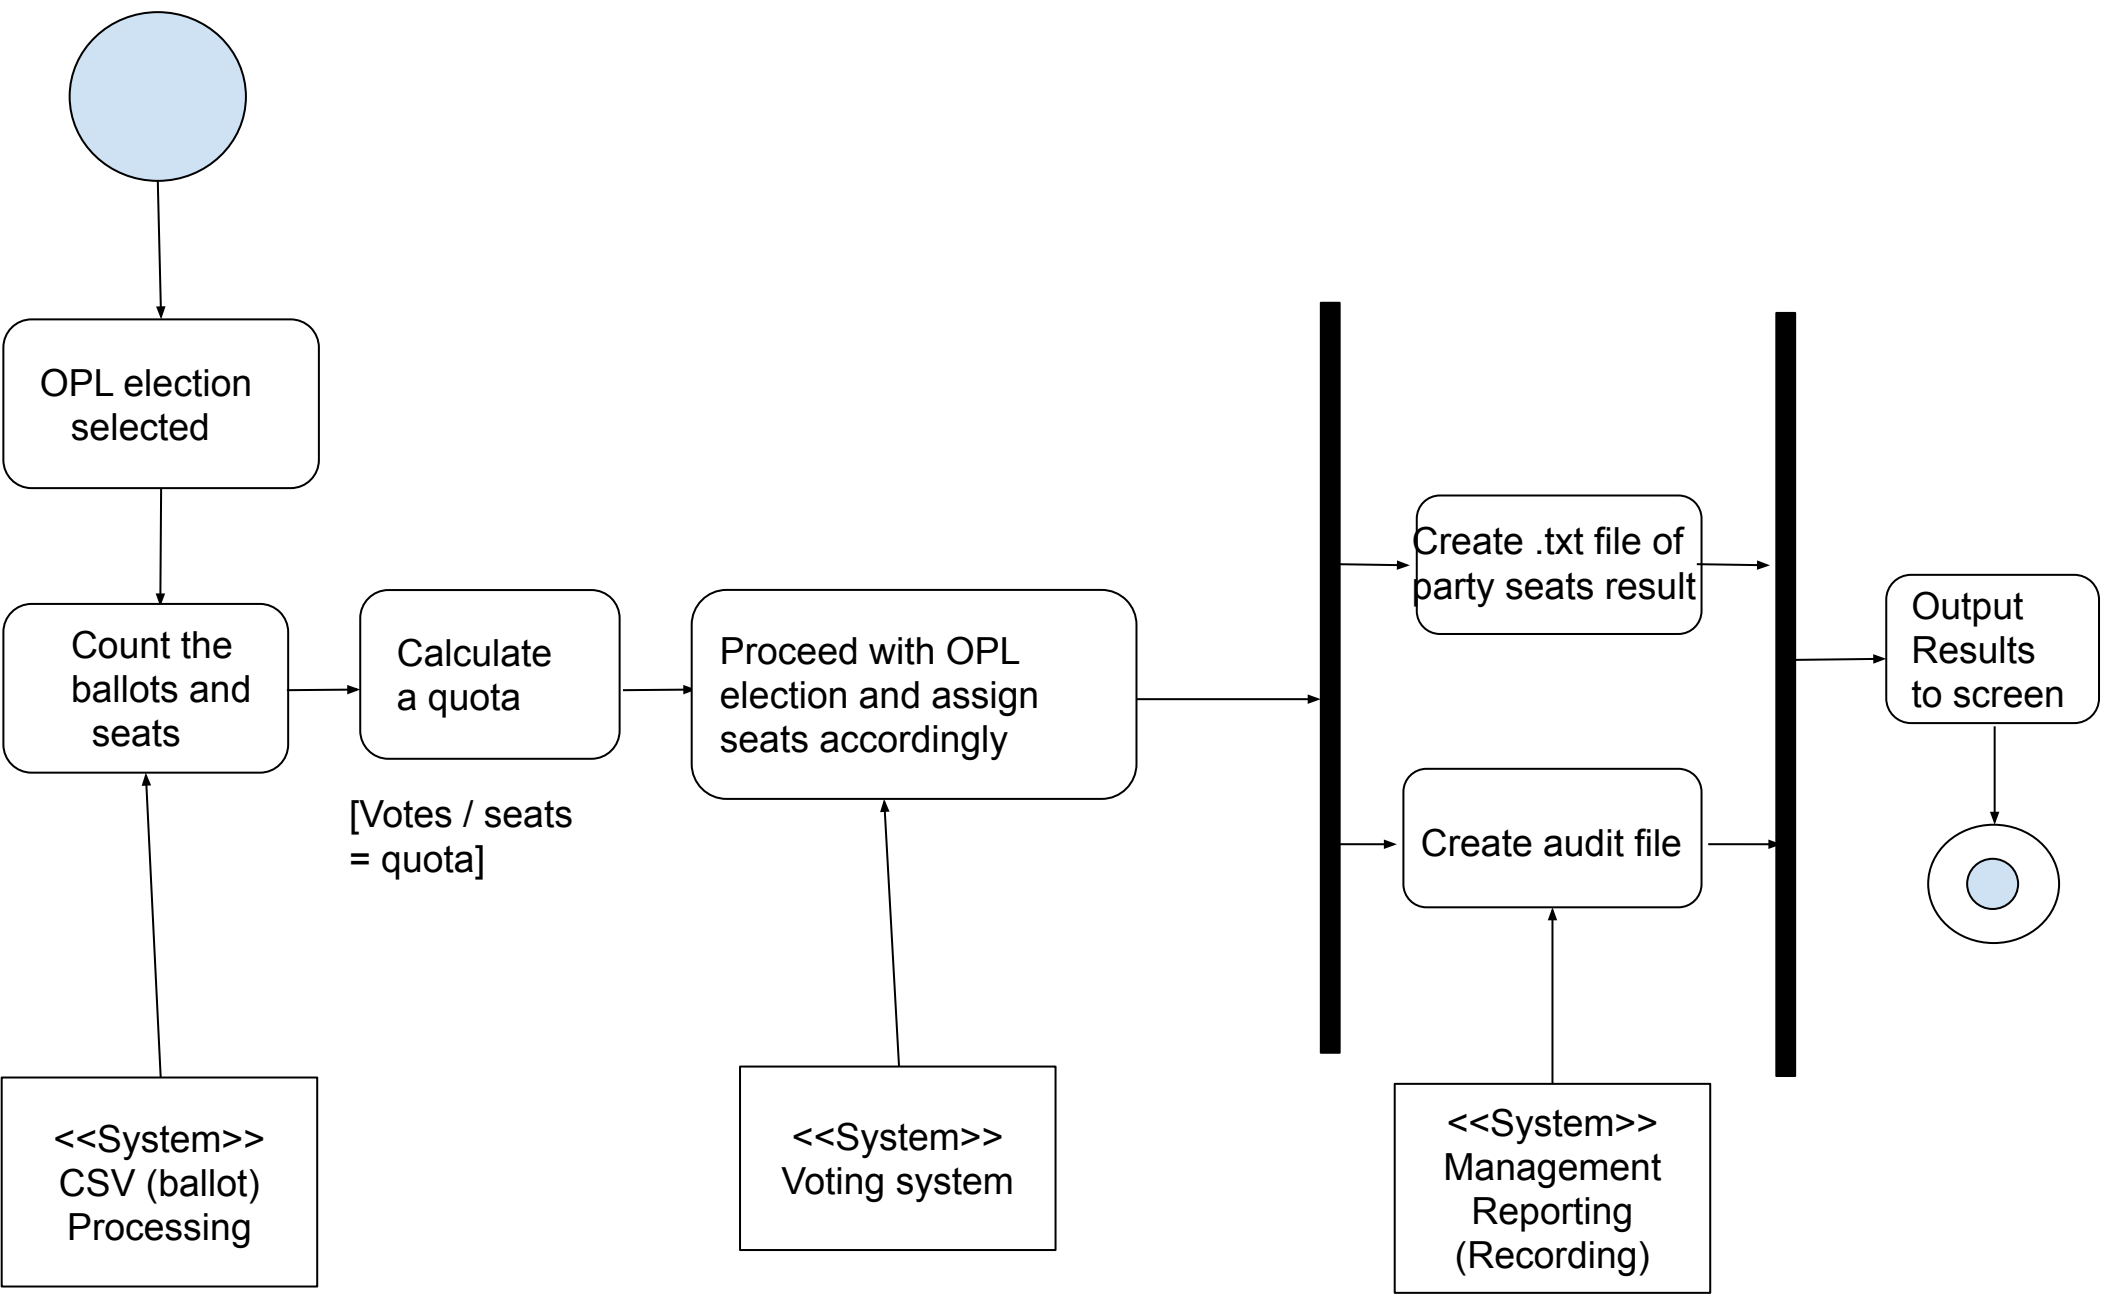 OPL election
selected
Count the
ballots and
seats
Calculate
a quota
[Votes / seats
= quota]
Proceed with OPL
election and assign
seats accordingly
Create .txt file of
party seats result
Create audit file
Output
Results
to screen
<<System>>
CSV (ballot)
Processing
<<System>>
Voting system
<<System>>
Management
Reporting
(Recording)